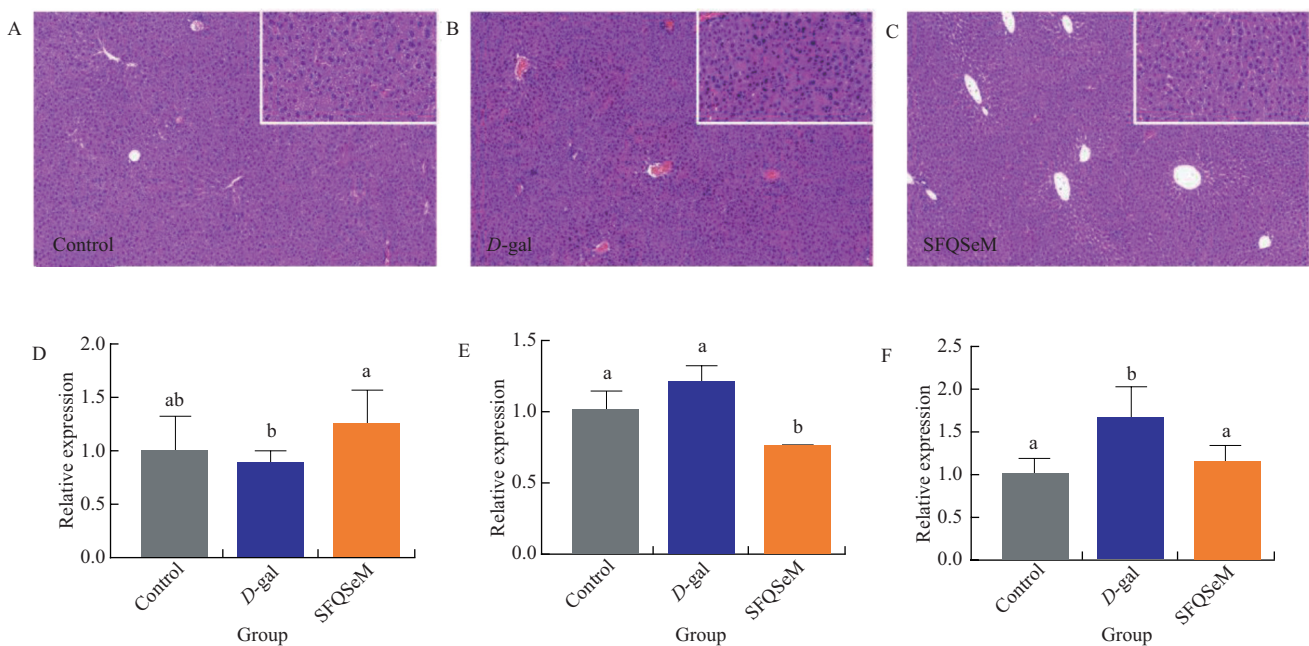 A
Control
B
D-gal
C
SFQSeM
D
Relative expression
2.0
1.5
1.0
0.5
0.0
ab
b
a
Control
D-gal
SFQSeM
Group
E
Relative expression
1.5
1.0
0.5
0.0
a
a
b
Control
D-gal
SFQSeM
Group
F
Relative expression
2.5
2.0
1.5
1.0
0.5
0.0
a
b
a
Control
D-gal
SFQSeM
Group